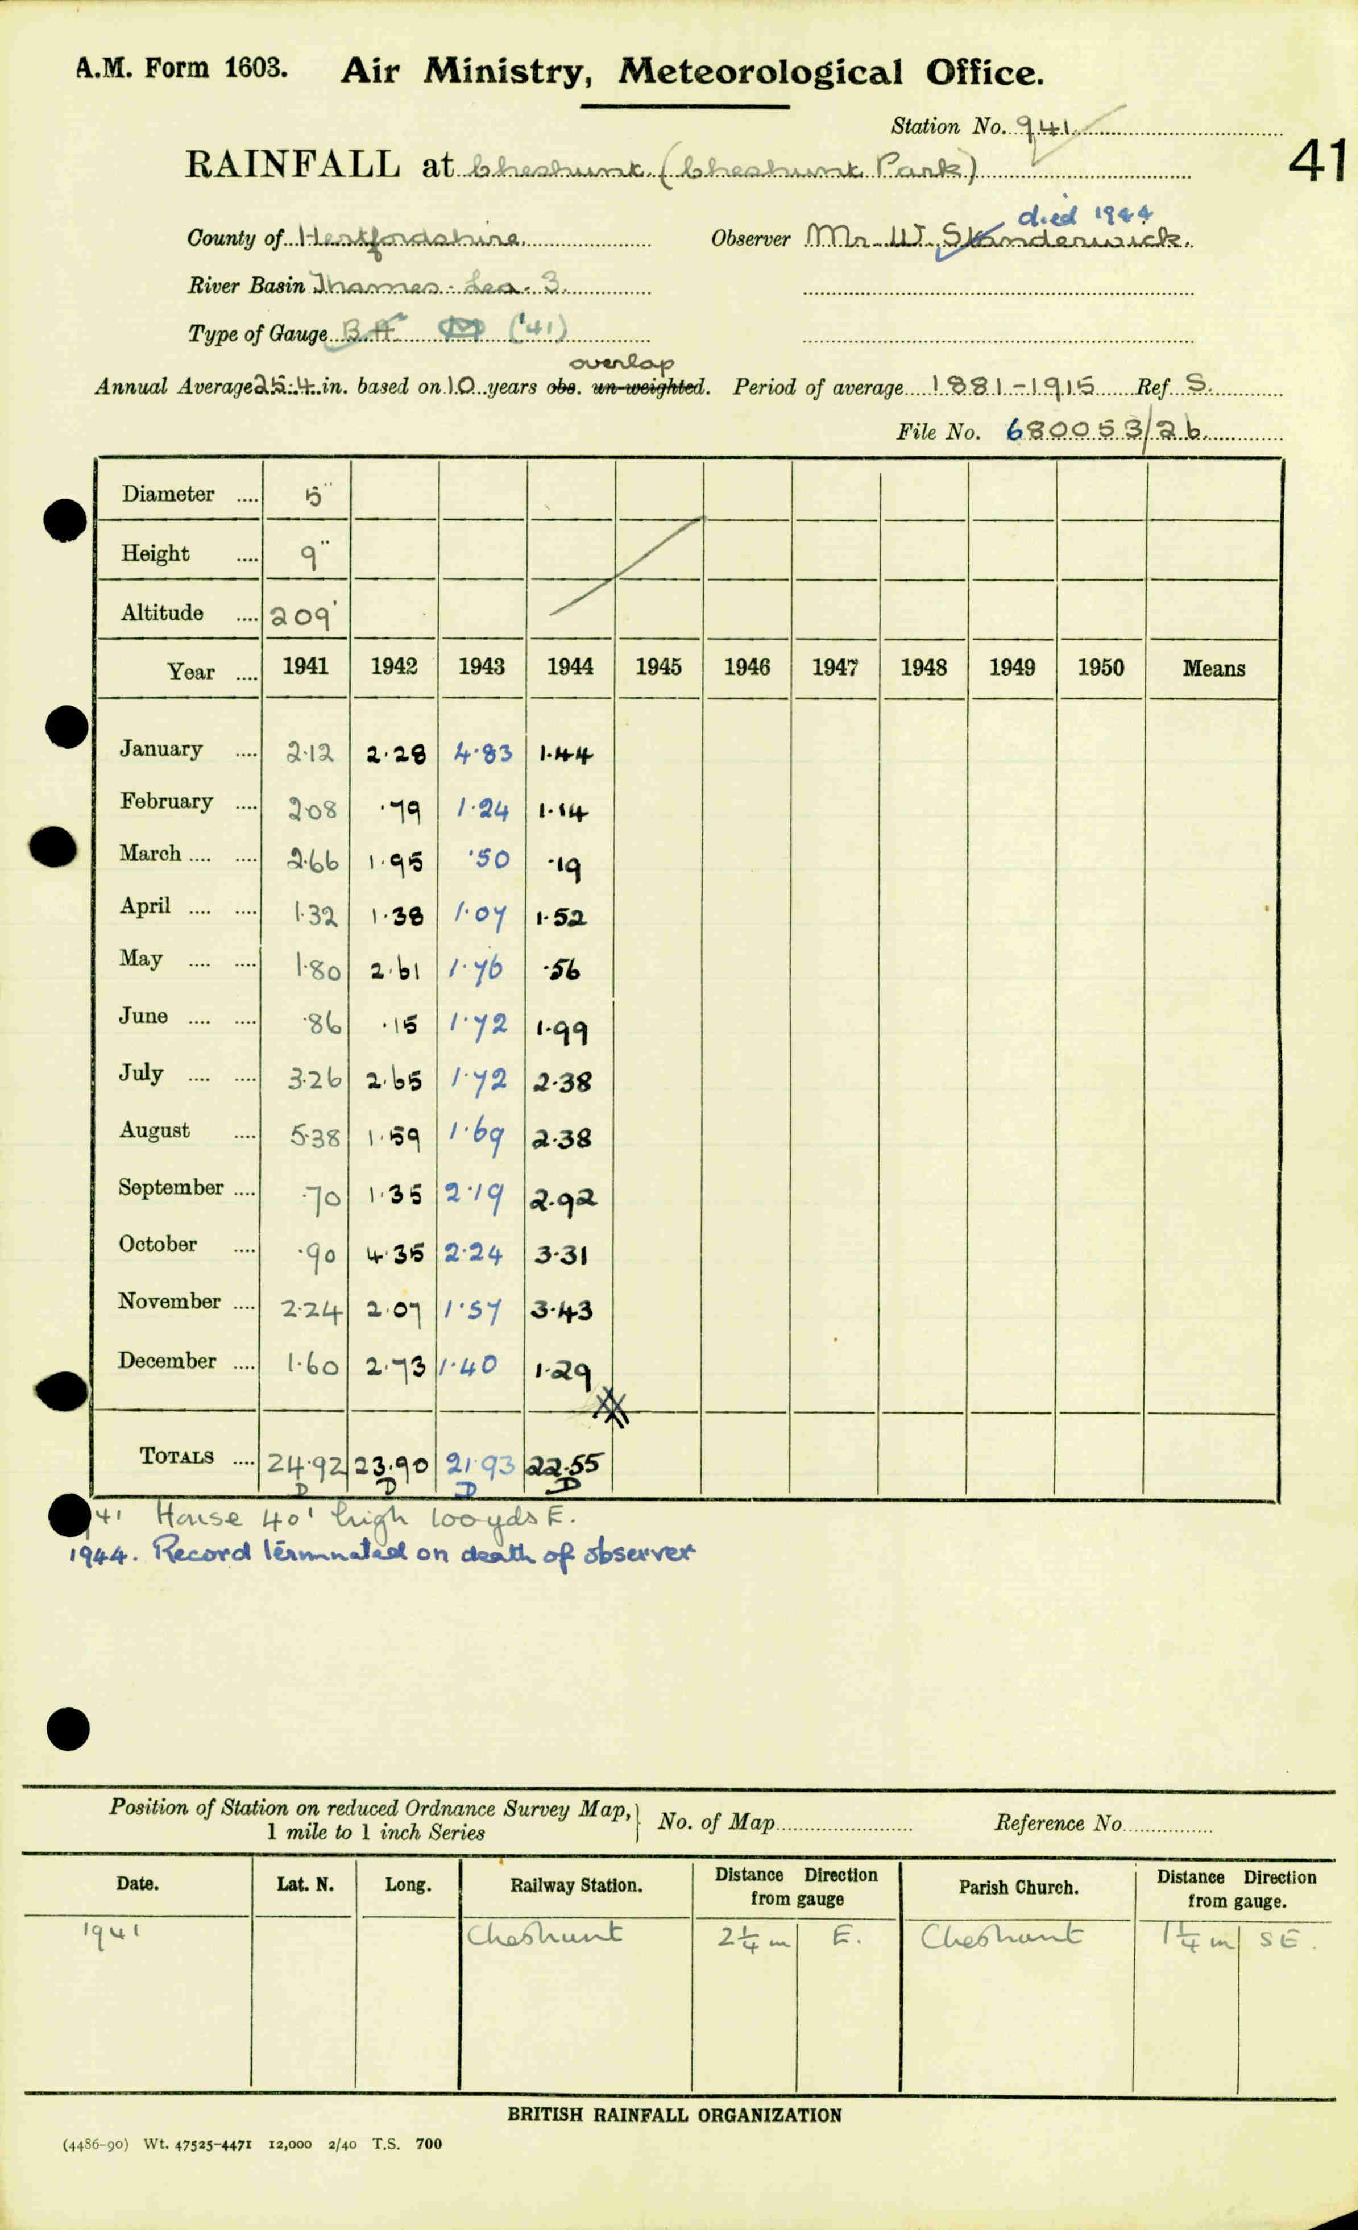 A.M. Form 1603. Air Ministry, Meteorological Office.
Station No. 941
41
RAINFALL at Cheshunt (Cheshunt Park)
died 1944
County of Hertfordshire Observer Mr. W. Skanderwick.
River Basin Thames - Lea. 3.
Type of Gauge B.H. M ('41)
overlap
Annual Average 25.4 in. based on 10 years obs. un-weighted. Period of average 1881-1915 Ref S.
File No. 680053/26
Diameter .... 5"
Height .... 9"
Altitude .... 209'
Year .... 1941 1942 1943 1944 1945 1946 1947 1948 1949 1950 Means
January .... 2.12 2.28 4.83 1.44
February .... 2.08 .79 1.24 1.14
March .... .... 2.66 1.95 .50 .19
April .... .... 1.32 1.38 1.07 1.52
May .... .... 1.80 2.61 1.76 .56
June .... .... .86 .15 1.72 1.99
July .... .... 3.26 2.65 1.72 2.38
August .... 5.38 1.59 1.69 2.38
September .... .70 1.35 2.19 2.92
October .... .90 4.35 2.24 3.31
November .... 2.24 2.07 1.57 3.43
December .... 1.60 2.73 1.40 1.29
TOTALS .... 24.92 23.90 21.93 22.55
D D D D
41 House 40' high 100 yds E.
1944. Record terminated on death of observer
Position of Station on reduced Ordnance Survey Map, No. of Map Reference No.
1 mile to 1 inch Series
Date. Lat. N. Long. Railway Station. Distance Direction from gauge Parish Church. Distance Direction from gauge.
1941 Cheshunt 2 1/4 m E. Cheshunt 1 1/4 m SE.
BRITISH RAINFALL ORGANIZATION
(4486-90) Wt. 47525-4471 12,000 2/40 T.S. 700